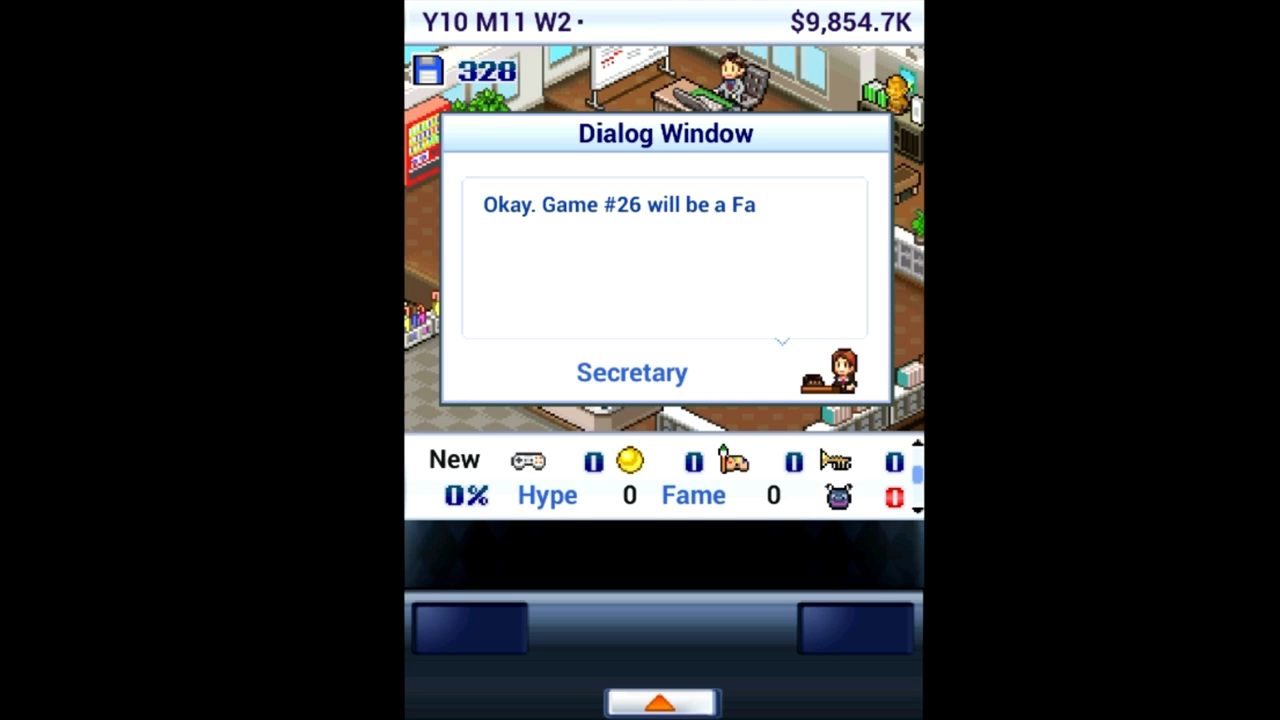 Y10 M11 W2 · $9,854.7K
328
Dialog Window
Okay. Game #26 will be a Fa
Secretary
New 0 0 0 0
0% Hype 0 Fame 0 0